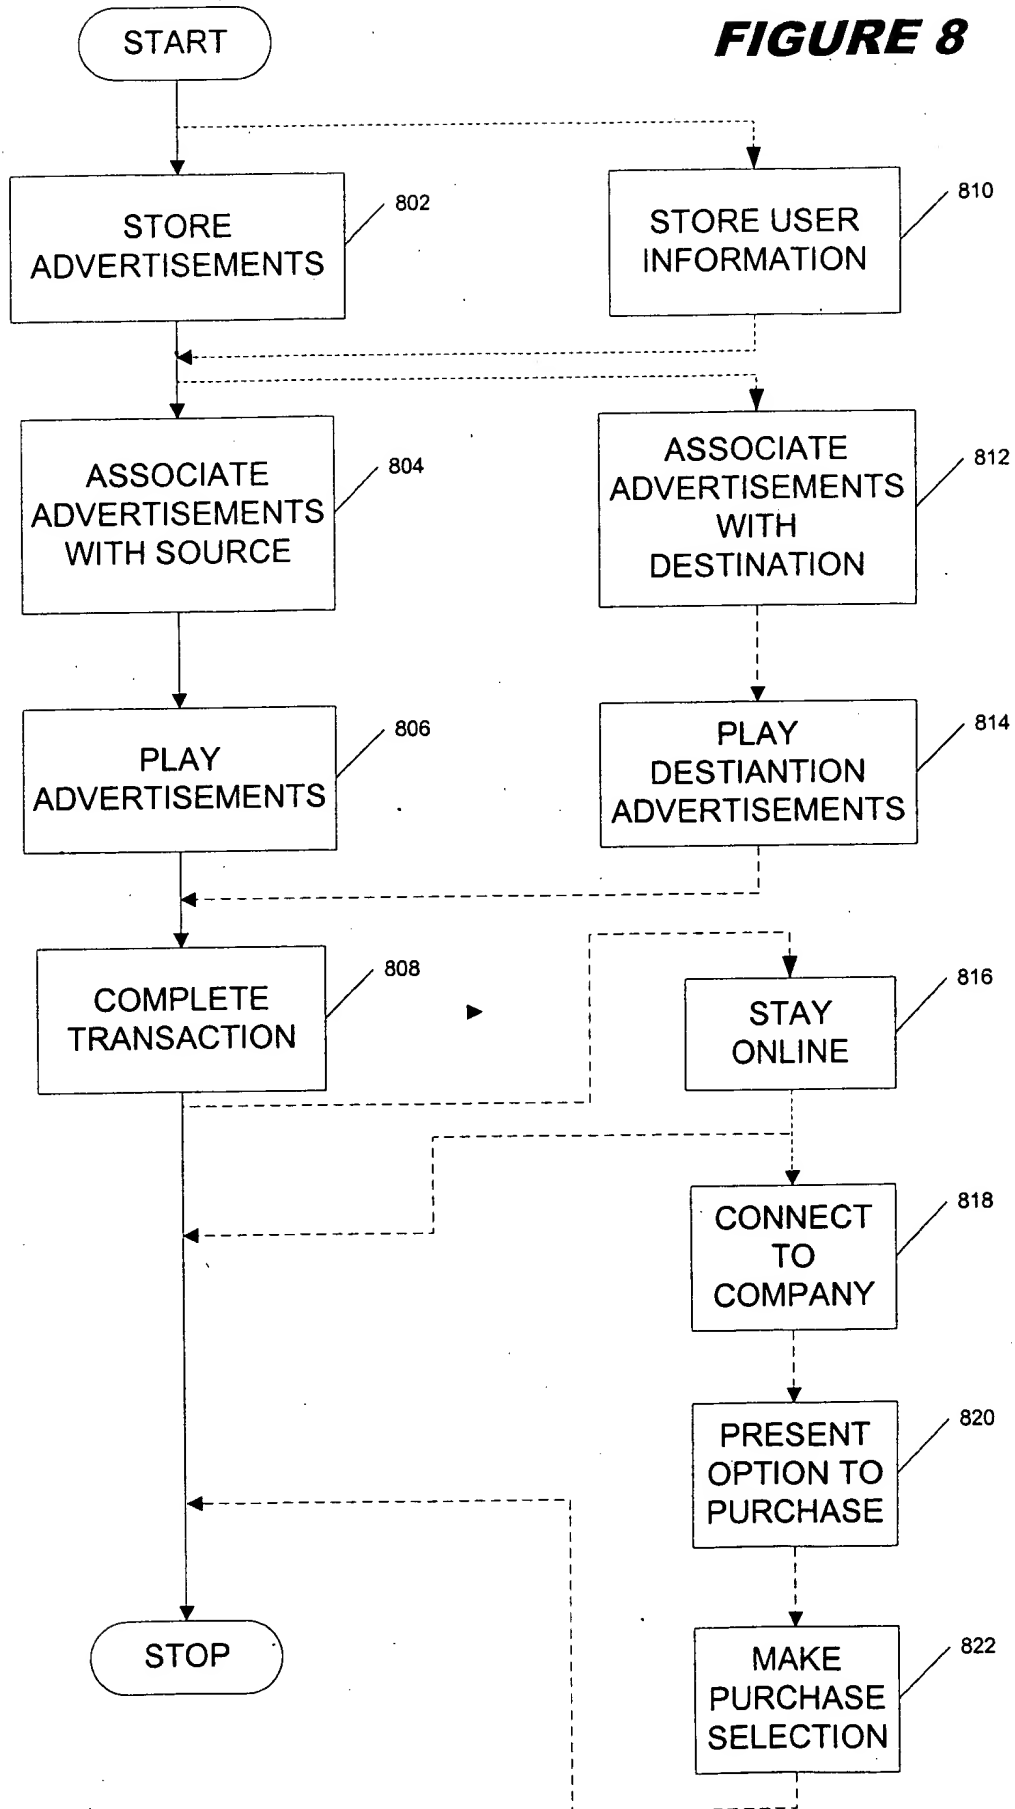 START
FIGURE 8
STORE
ADVERTISEMENTS
802
STORE USER
INFORMATION
810
ASSOCIATE
ADVERTISEMENTS
WITH SOURCE
804
ASSOCIATE
ADVERTISEMENTS
WITH
DESTINATION
812
PLAY
ADVERTISEMENTS
806
PLAY
DESTIANTION
ADVERTISEMENTS
814
COMPLETE
TRANSACTION
808
STAY
ONLINE
816
CONNECT
TO
COMPANY
818
PRESENT
OPTION TO
PURCHASE
820
STOP
MAKE
PURCHASE
SELECTION
822